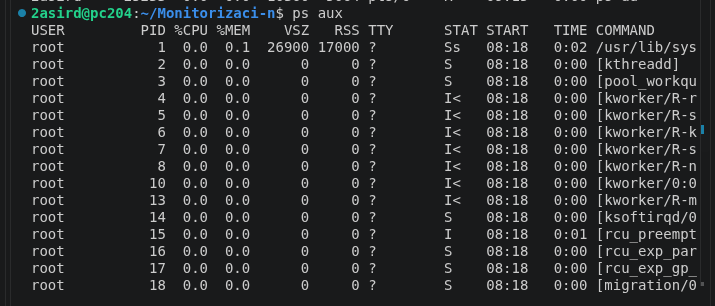 2asird@pc204:~/Monitorizaci-n$ ps aux
USER PID %CPU %MEM VSZ RSS TTY STAT START TIME COMMAND
root 1 0.0 0.1 26900 17000 ? Ss 08:18 0:02 /usr/lib/sys
root 2 0.0 0.0 0 0 ? S 08:18 0:00 [kthreadd]
root 3 0.0 0.0 0 0 ? S 08:18 0:00 [pool_workqu
root 4 0.0 0.0 0 0 ? I< 08:18 0:00 [kworker/R-r
root 5 0.0 0.0 0 0 ? I< 08:18 0:00 [kworker/R-s
root 6 0.0 0.0 0 0 ? I< 08:18 0:00 [kworker/R-k
root 7 0.0 0.0 0 0 ? I< 08:18 0:00 [kworker/R-s
root 8 0.0 0.0 0 0 ? I< 08:18 0:00 [kworker/R-n
root 10 0.0 0.0 0 0 ? I< 08:18 0:00 [kworker/0:0
root 13 0.0 0.0 0 0 ? I< 08:18 0:00 [kworker/R-m
root 14 0.0 0.0 0 0 ? S 08:18 0:00 [ksoftirqd/0
root 15 0.0 0.0 0 0 ? I 08:18 0:01 [rcu_preempt
root 16 0.0 0.0 0 0 ? S 08:18 0:00 [rcu_exp_par
root 17 0.0 0.0 0 0 ? S 08:18 0:00 [rcu_exp_gp_
root 18 0.0 0.0 0 0 ? S 08:18 0:00 [migration/0